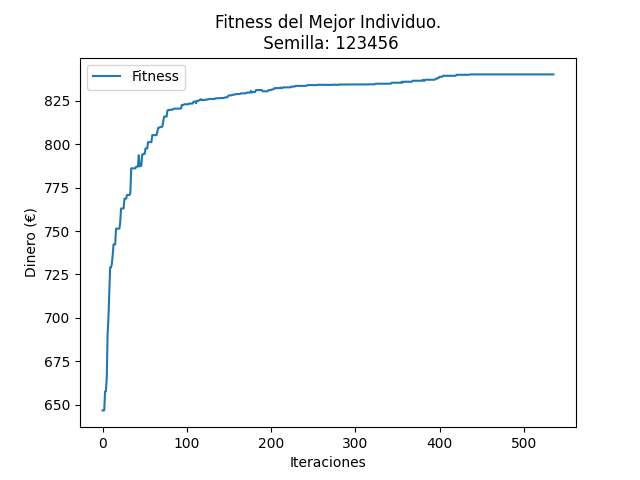 Fitness del Mejor Individuo.
Semilla: 123456
Fitness
825
800
775
750
725
700
675
650
Dinero (€)
0 100 200 300 400 500
Iteraciones